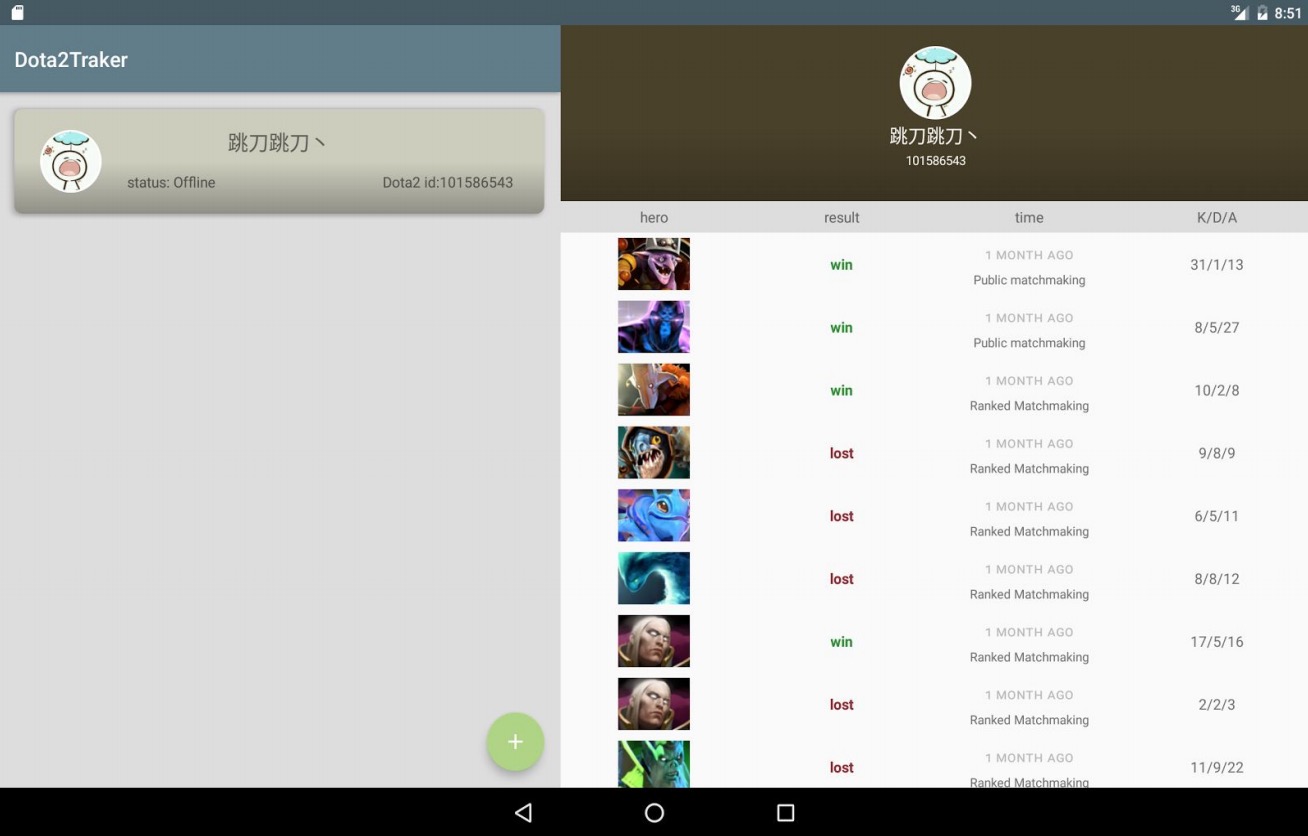 3G 8:51
Dota2Traker
跳刀跳刀丶
status: Offline Dota2 id:101586543
跳刀跳刀丶
101586543
hero result time K/D/A
win 1 MONTH AGO 31/1/13
Public matchmaking
win 1 MONTH AGO 8/5/27
Public matchmaking
win 1 MONTH AGO 10/2/8
Ranked Matchmaking
lost 1 MONTH AGO 9/8/9
Ranked Matchmaking
lost 1 MONTH AGO 6/5/11
Ranked Matchmaking
lost 1 MONTH AGO 8/8/12
Ranked Matchmaking
win 1 MONTH AGO 17/5/16
Ranked Matchmaking
lost 1 MONTH AGO 2/2/3
Ranked Matchmaking
lost 1 MONTH AGO 11/9/22
Ranked Matchmaking